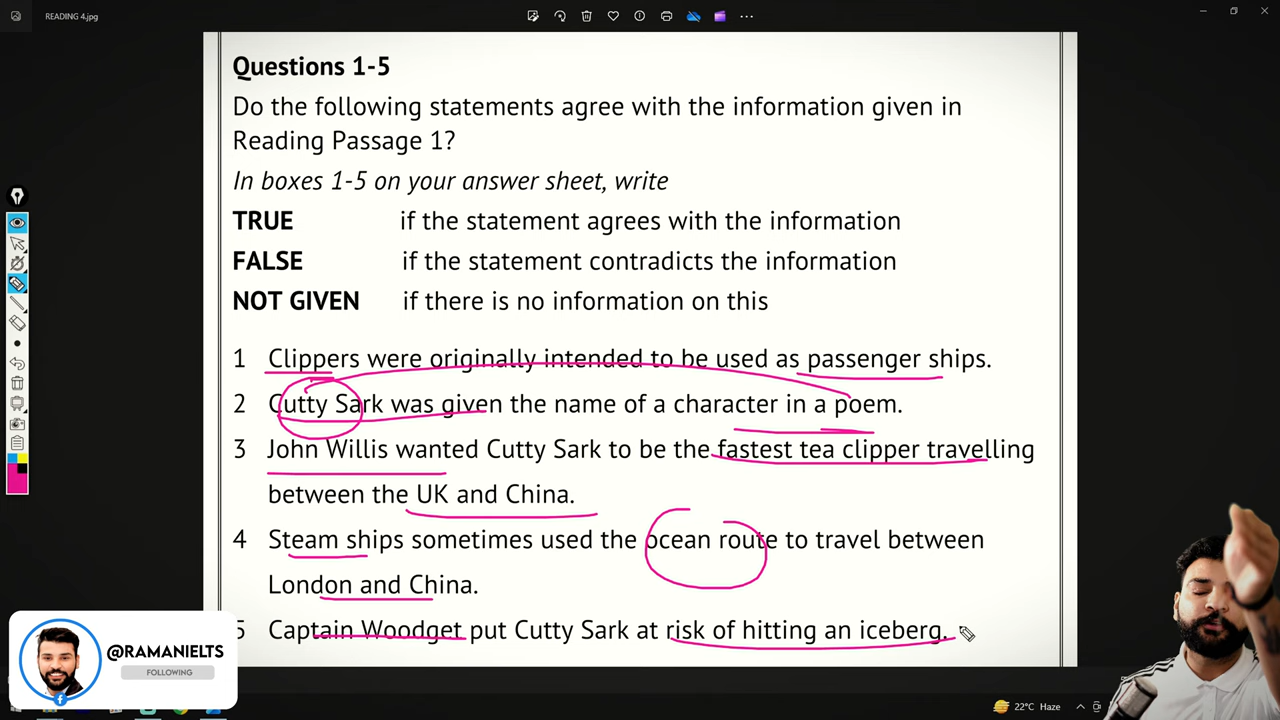 READING 4.jpg
Questions 1-5
Do the following statements agree with the information given in
Reading Passage 1?
In boxes 1-5 on your answer sheet, write
TRUE if the statement agrees with the information
FALSE if the statement contradicts the information
NOT GIVEN if there is no information on this
1 Clippers were originally intended to be used as passenger ships.
2 Cutty Sark was given the name of a character in a poem.
3 John Willis wanted Cutty Sark to be the fastest tea clipper travelling
between the UK and China.
4 Steam ships sometimes used the ocean route to travel between
London and China.
5 Captain Woodget put Cutty Sark at risk of hitting an iceberg.
@RAMANIELTS
FOLLOWING
22°C Haze